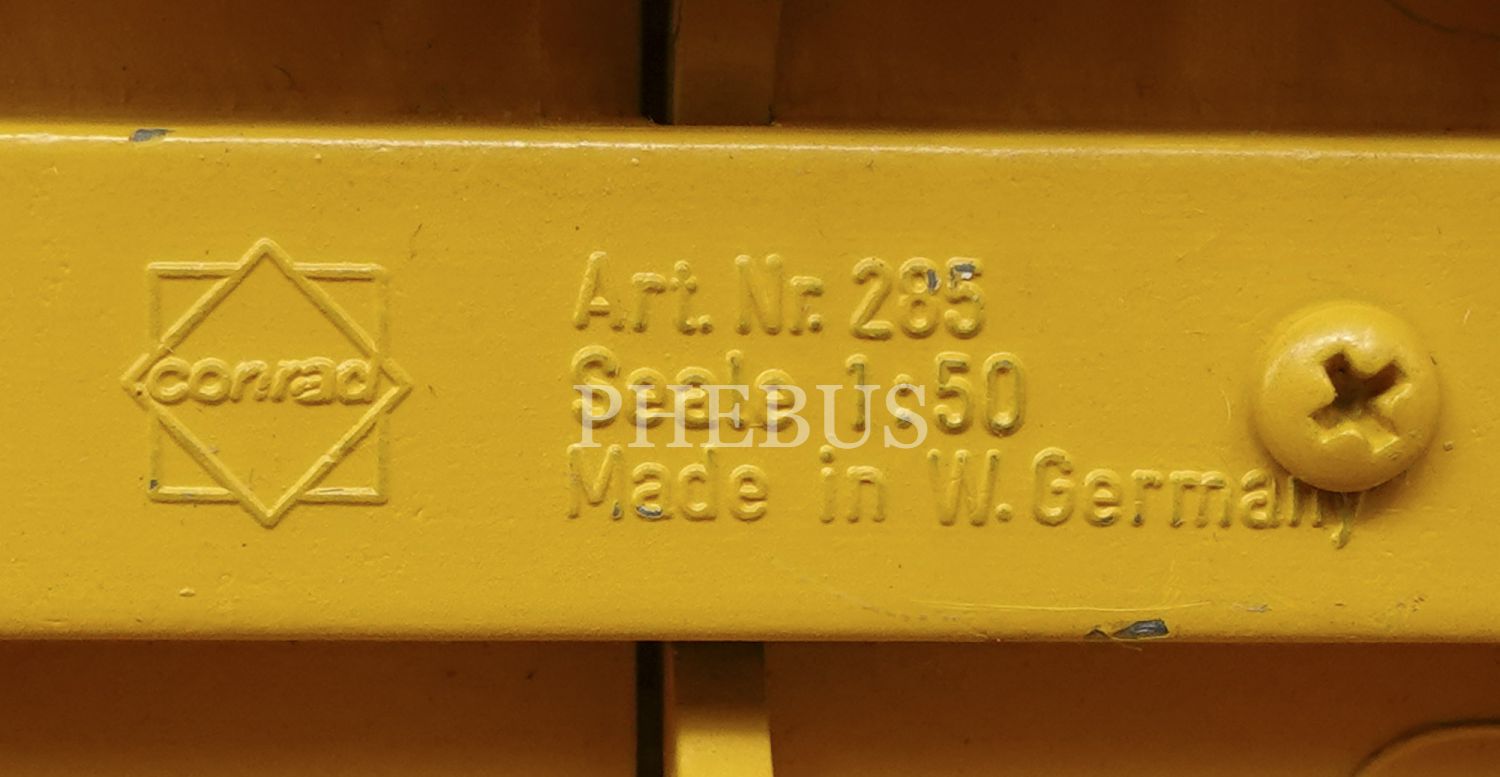 conrad
Art. Nr. 285
Scale 1:50
Made in W. Germany
PHEBUS